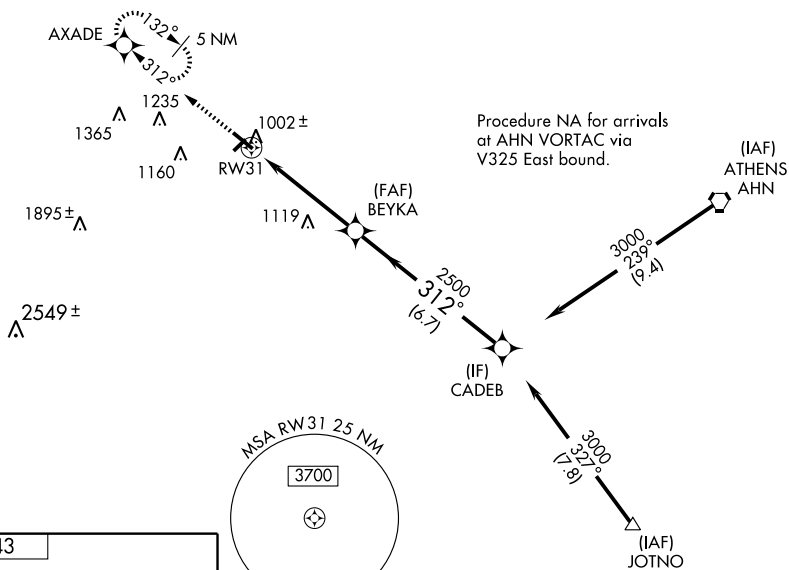 132°
5 NM
AXADE
312°
1235
1365
1002 ±
1160
RW31
Procedure NA for arrivals
at AHN VORTAC via
V325 East bound.
(IAF)
ATHENS
AHN
(FAF)
BEYKA
1119
1895 ±
3000
239°
(9.4)
2500
312°
(6.7)
2549 ±
(IF)
CADEB
MSA RW31 25 NM
3700
3000
327°
(7.8)
(IAF)
JOTNO